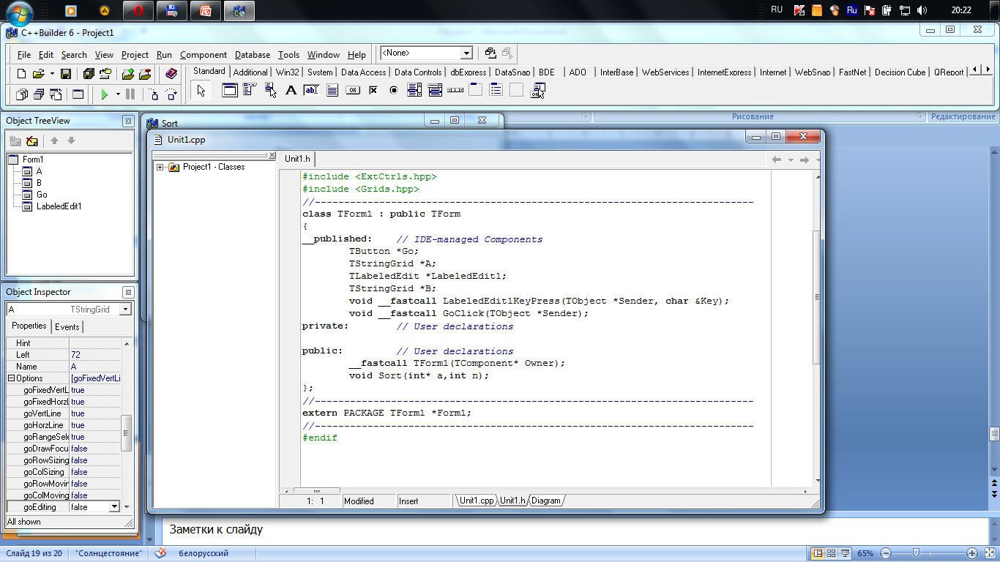 RU
Ru
20:22
C++Builder 6 - Project1
File Edit Search View Project Run Component Database Tools Window Help
<None>
Standard Additional Win32 System Data Access Data Controls dbExpress DataSnap BDE ADO InterBase WebServices InternetExpress Internet WebSnap FastNet Decision Cube QReport
Object TreeView
Form1
A
B
Go
LabeledEdit1
Sort
Рисование
Редактирование
Unit1.cpp
Project1 - Classes
Unit1.h
#include <ExtCtrls.hpp>
#include <Grids.hpp>
//---------------------------------------------------------------------------
class TForm1 : public TForm
{
__published: // IDE-managed Components
TButton *Go;
TStringGrid *A;
TLabeledEdit *LabeledEdit1;
TStringGrid *B;
void __fastcall LabeledEdit1KeyPress(TObject *Sender, char &Key);
void __fastcall GoClick(TObject *Sender);
private: // User declarations
public: // User declarations
__fastcall TForm1(TComponent* Owner);
void Sort(int* a,int n);
};
//---------------------------------------------------------------------------
extern PACKAGE TForm1 *Form1;
//---------------------------------------------------------------------------
#endif
1: 1 Modified Insert Unit1.cpp Unit1.h Diagram
Object Inspector
A TStringGrid
Properties Events
Hint
Left 72
Name A
Options [goFixedVertLi
goFixedVertL true
goFixedHorzL true
goVertLine true
goHorzLine true
goRangeSele true
goDrawFocu false
goRowSizing false
goColSizing false
goRowMovin false
goColMoving false
goEditing false
All shown
Заметки к слайду
Слайд 19 из 20 "Солнцестояние" белорусский 65%